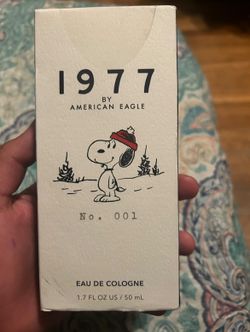 1977
BY
AMERICAN EAGLE
No. 001
EAU DE COLOGNE
1.7 FL OZ US / 50 mL